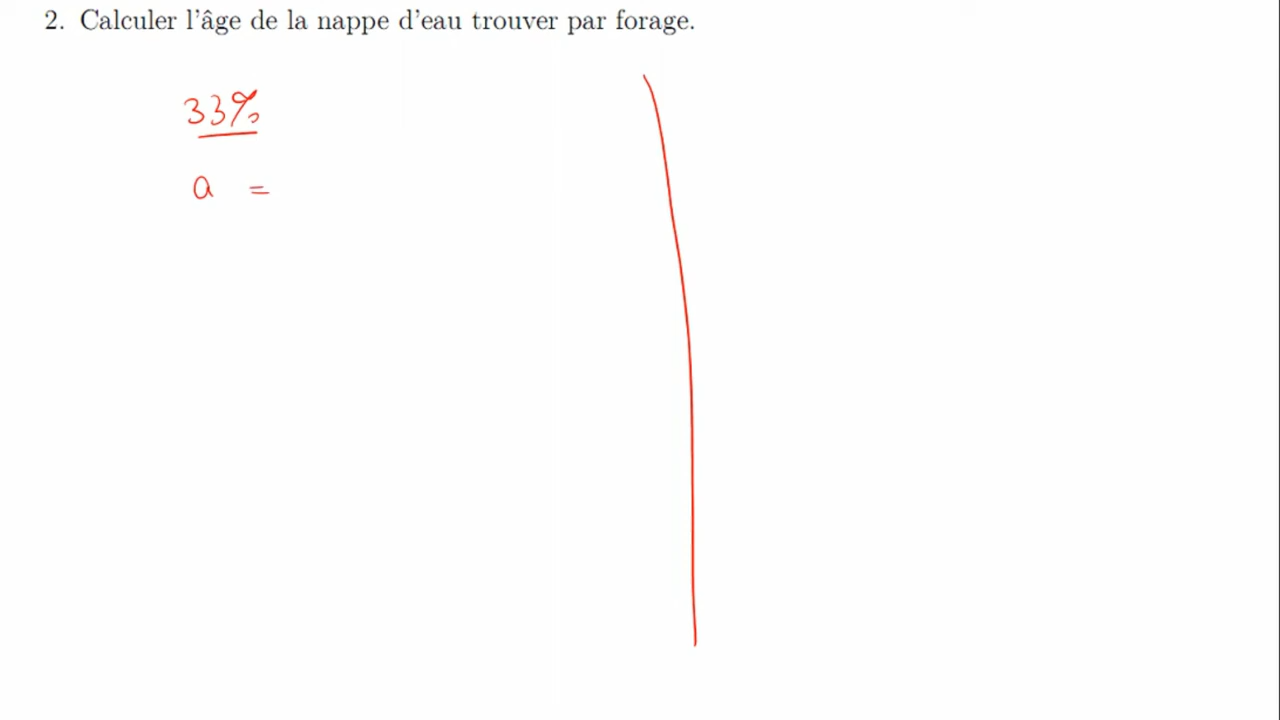 2. Calculer l'âge de la nappe d'eau trouver par forage.
33%
a =